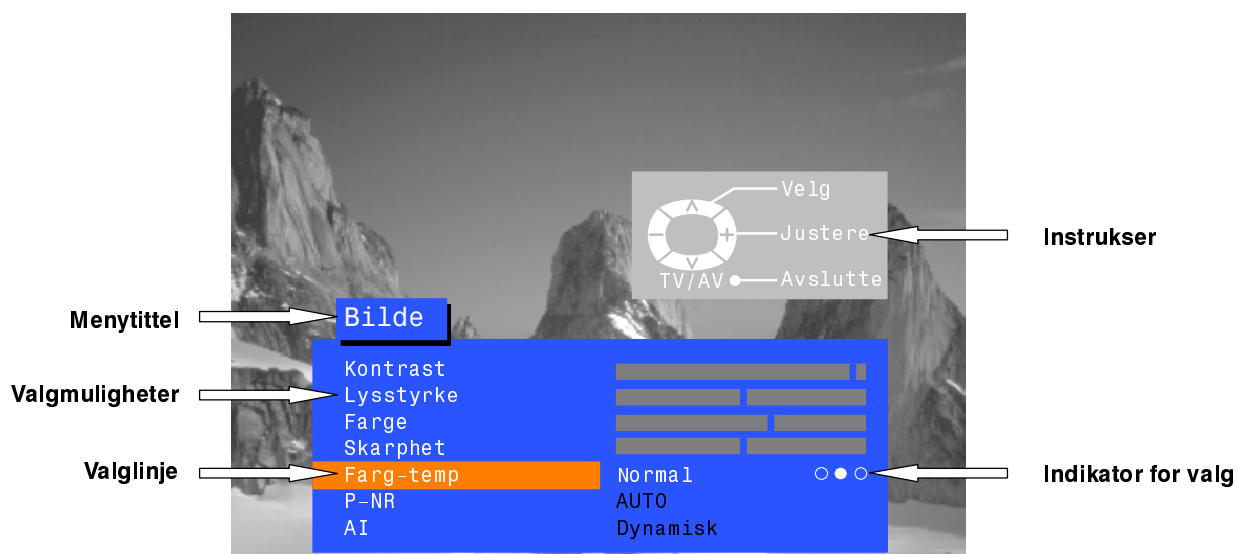 Velg
Justere
Instrukser
TV/AV
Avslutte
Menytittel
Bilde
Kontrast
Valgmuligheter
Lysstyrke
Farge
Skarphet
Valglinje
Farg-temp
Normal
Indikator for valg
P-NR
AUTO
AI
Dynamisk